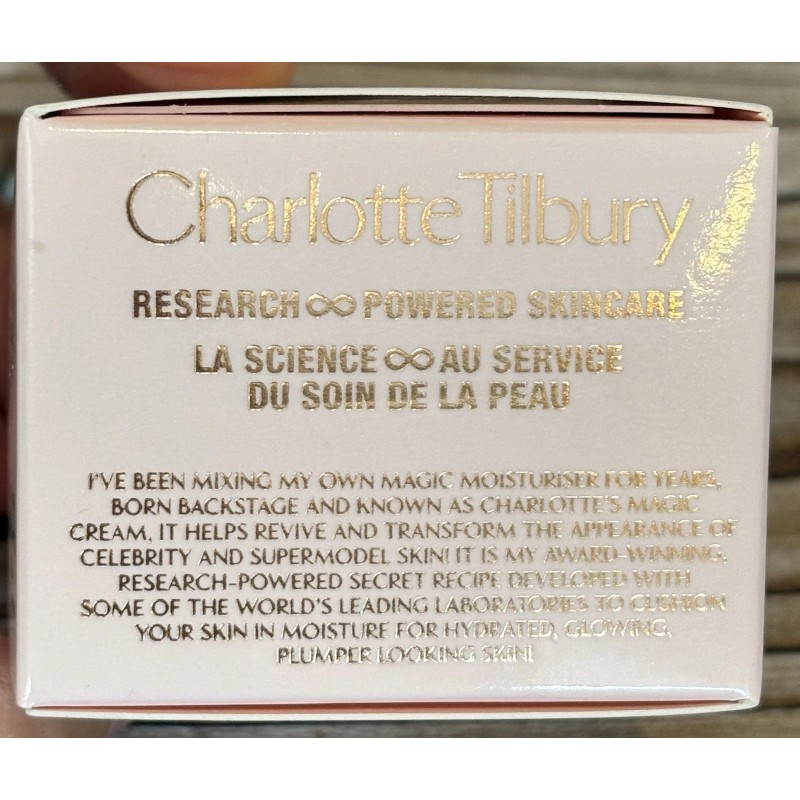 Charlotte Tilbury
RESEARCH ∞ POWERED SKINCARE
LA SCIENCE ∞ AU SERVICE
DU SOIN DE LA PEAU
I'VE BEEN MIXING MY OWN MAGIC MOISTURISER FOR YEARS,
BORN BACKSTAGE AND KNOWN AS CHARLOTTE'S MAGIC
CREAM, IT HELPS REVIVE AND TRANSFORM THE APPEARANCE OF
CELEBRITY AND SUPERMODEL SKIN! IT IS MY AWARD-WINNING,
RESEARCH-POWERED SECRET RECIPE DEVELOPED WITH
SOME OF THE WORLD'S LEADING LABORATORIES TO CUSHION
YOUR SKIN IN MOISTURE FOR HYDRATED, GLOWING,
PLUMPER LOOKING SKIN!